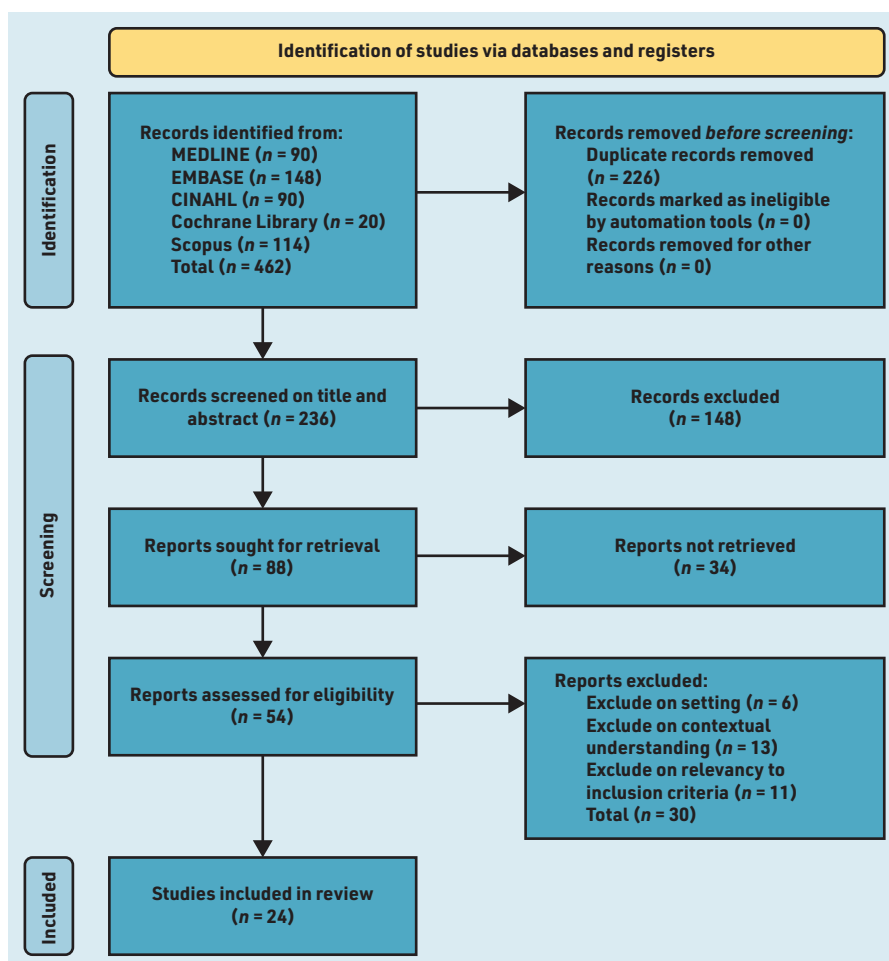 Identification of studies via databases and registers
Identification
Records identified from:
MEDLINE (n = 90)
EMBASE (n = 148)
CINAHL (n = 90)
Cochrane Library (n = 20)
Scopus (n = 114)
Total (n = 462)
Records removed before screening:
Duplicate records removed
(n = 226)
Records marked as ineligible
by automation tools (n = 0)
Records removed for other
reasons (n = 0)
Screening
Records screened on title and
abstract (n = 236)
Records excluded
(n = 148)
Reports sought for retrieval
(n = 88)
Reports not retrieved
(n = 34)
Reports assessed for eligibility
(n = 54)
Reports excluded:
Exclude on setting (n = 6)
Exclude on contextual
understanding (n = 13)
Exclude on relevancy to
inclusion criteria (n = 11)
Total (n = 30)
Included
Studies included in review
(n = 24)